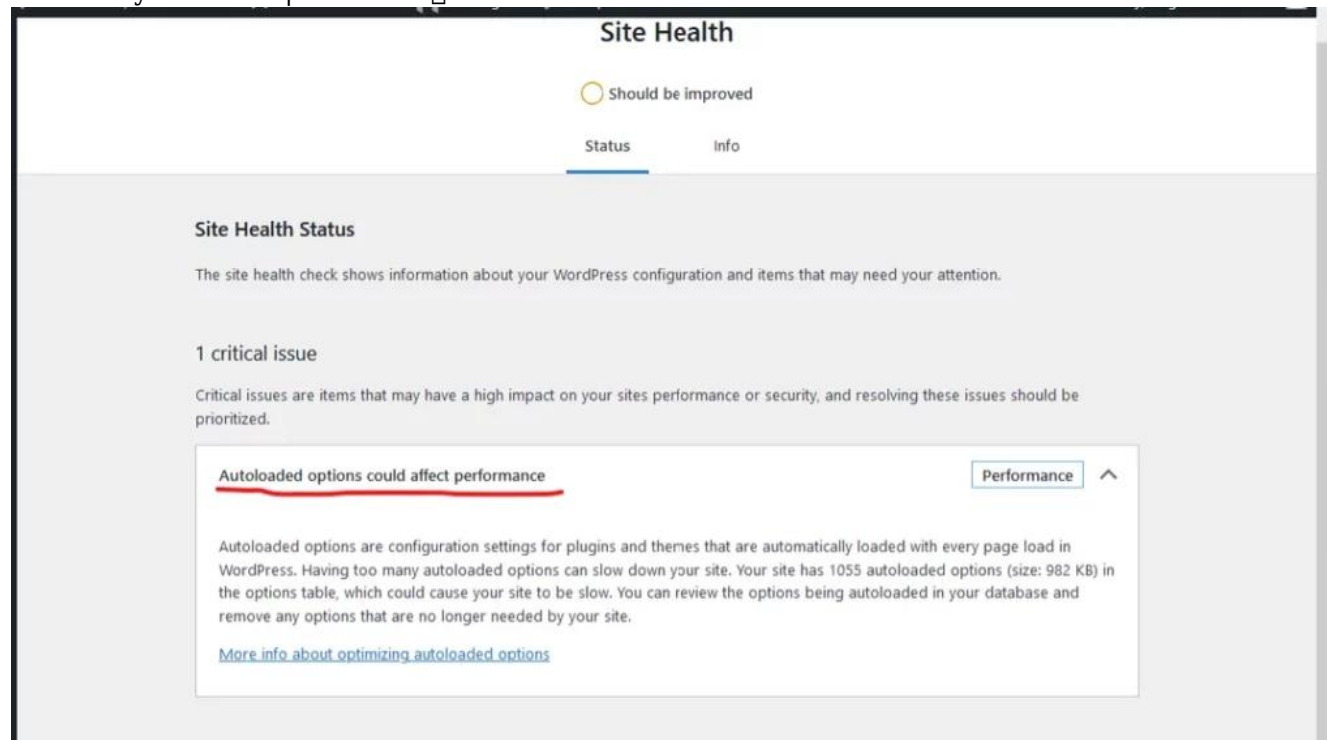 Site Health
Should be improved
Status Info
Site Health Status
The site health check shows information about your WordPress configuration and items that may need your attention.
1 critical issue
Critical issues are items that may have a high impact on your sites performance or security, and resolving these issues should be
prioritized.
Autoloaded options could affect performance Performance
Autoloaded options are configuration settings for plugins and themes that are automatically loaded with every page load in
WordPress. Having too many autoloaded options can slow down your site. Your site has 1055 autoloaded options (size: 982 KB) in
the options table, which could cause your site to be slow. You can review the options being autoloaded in your database and
remove any options that are no longer needed by your site.
More info about optimizing autoloaded options